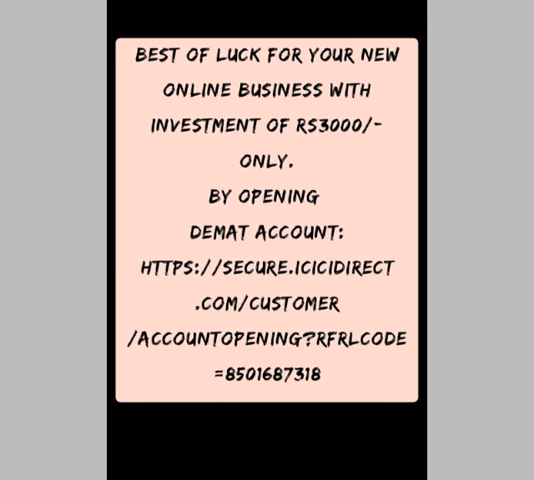 BEST OF LUCK FOR YOUR NEW
ONLINE BUSINESS WITH
INVESTMENT OF RS3000/-
ONLY.
BY OPENING
DEMAT ACCOUNT:
HTTPS://SECURE.ICICIDIRECT
.COM/CUSTOMER
/ACCOUNTOPENING?RFRLCODE
=8501687318